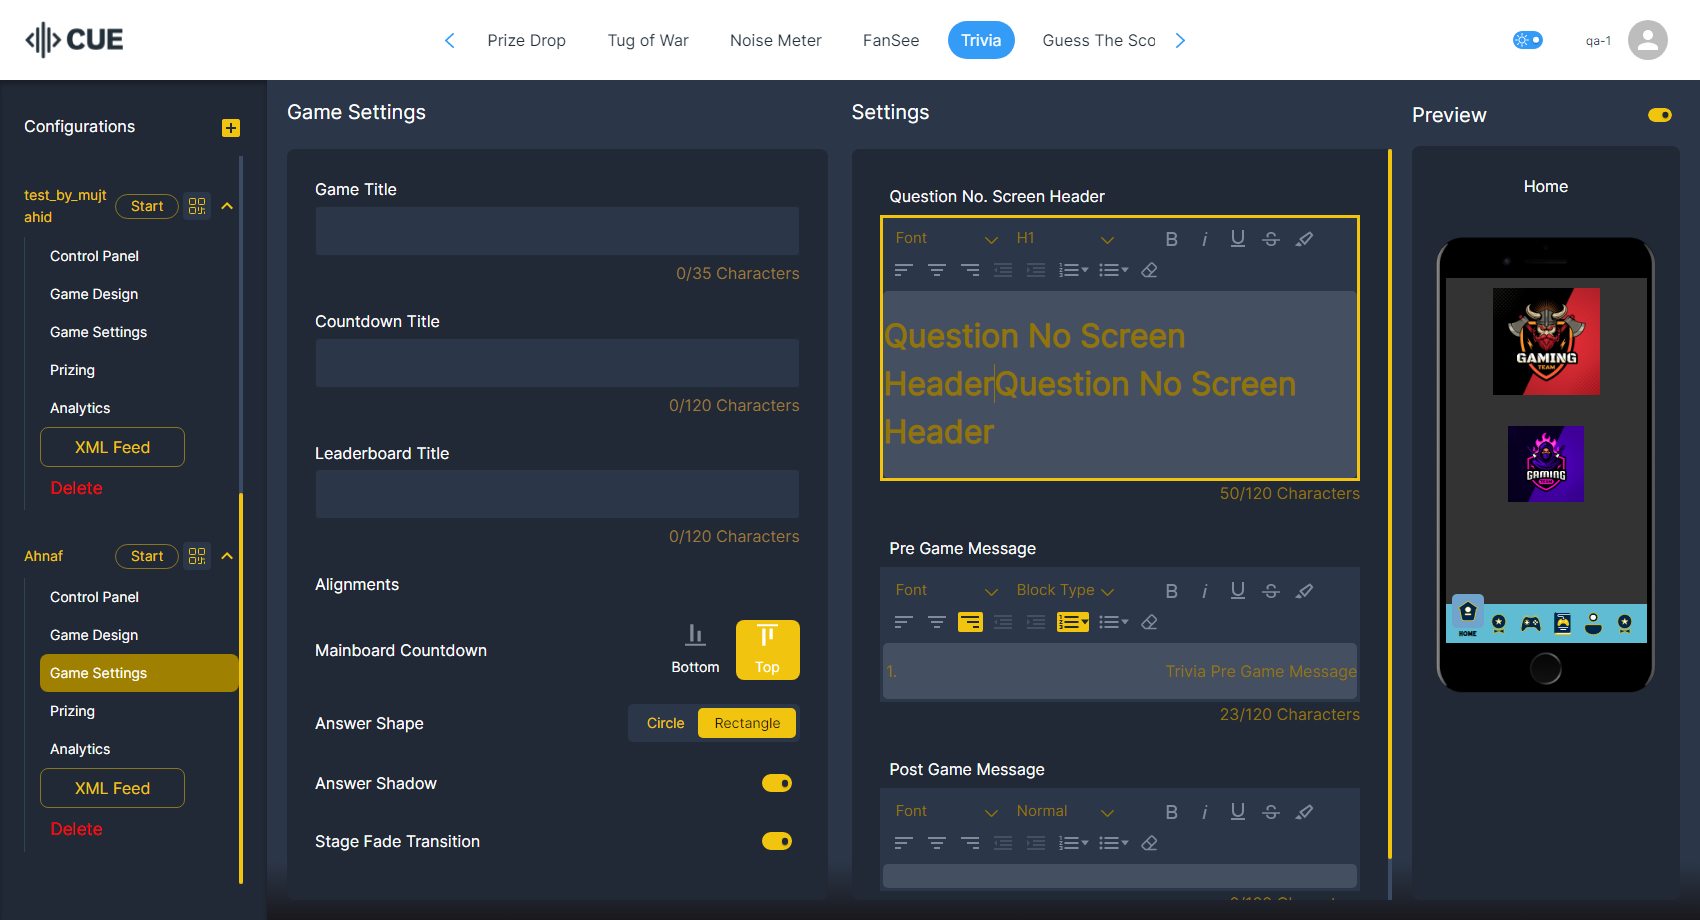 CUE
Prize Drop
Tug of War
Noise Meter
FanSee
Trivia
Guess The Sco
qa-1
Configurations
test_by_mujt
ahid
Start
Control Panel
Game Design
Game Settings
Prizing
Analytics
XML Feed
Delete
Ahnaf
Start
Control Panel
Game Design
Game Settings
Prizing
Analytics
XML Feed
Delete
Game Settings
Game Title
0/35 Characters
Countdown Title
0/120 Characters
Leaderboard Title
0/120 Characters
Alignments
Mainboard Countdown
Bottom
Top
Answer Shape
Circle
Rectangle
Answer Shadow
Stage Fade Transition
Settings
Question No. Screen Header
Font
H1
B
i
U
S
Question No Screen
HeaderQuestion No Screen
Header
50/120 Characters
Pre Game Message
Font
Block Type
B
i
U
S
1. Trivia Pre Game Message
23/120 Characters
Post Game Message
Font
Normal
B
i
U
S
Preview
Home
GAMING
TEAM
GAMING
HOME